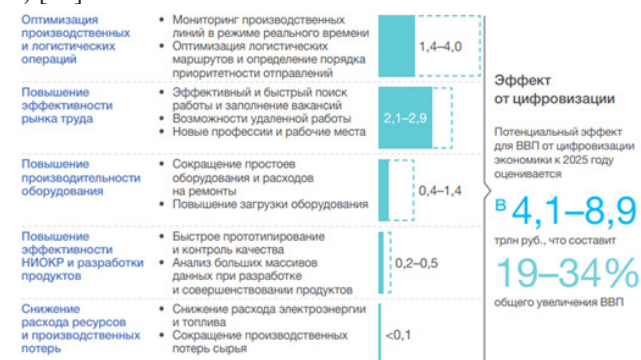 Оптимизация
производственных
и логистических
операций
• Мониторинг производственных
линий в режиме реального времени
• Оптимизация логистических
маршрутов и определение порядка
приоритетности отправлений
1,4–4,0
Повышение
эффективности
рынка труда
• Эффективный и быстрый поиск
работы и заполнение вакансий
• Возможности удаленной работы
• Новые профессии и рабочие места
2,1–2,9
Повышение
производительности
оборудования
• Сокращение простоев
оборудования и расходов
на ремонты
• Повышение загрузки оборудования
0,4–1,4
Повышение
эффективности
НИОКР и разработки
продуктов
• Быстрое прототипирование
и контроль качества
• Анализ больших массивов
данных при разработке
и совершенствовании продуктов
0,2–0,5
Снижение
расхода ресурсов
и производственных
потерь
• Снижение расхода электроэнергии
и топлива
• Сокращение производственных
потерь сырья
<0,1
Эффект
от цифровизации
Потенциальный эффект
для ВВП от цифровизации
экономики к 2025 году
оценивается
в 4,1–8,9
трлн руб., что составит
19–34%
общего увеличения ВВП